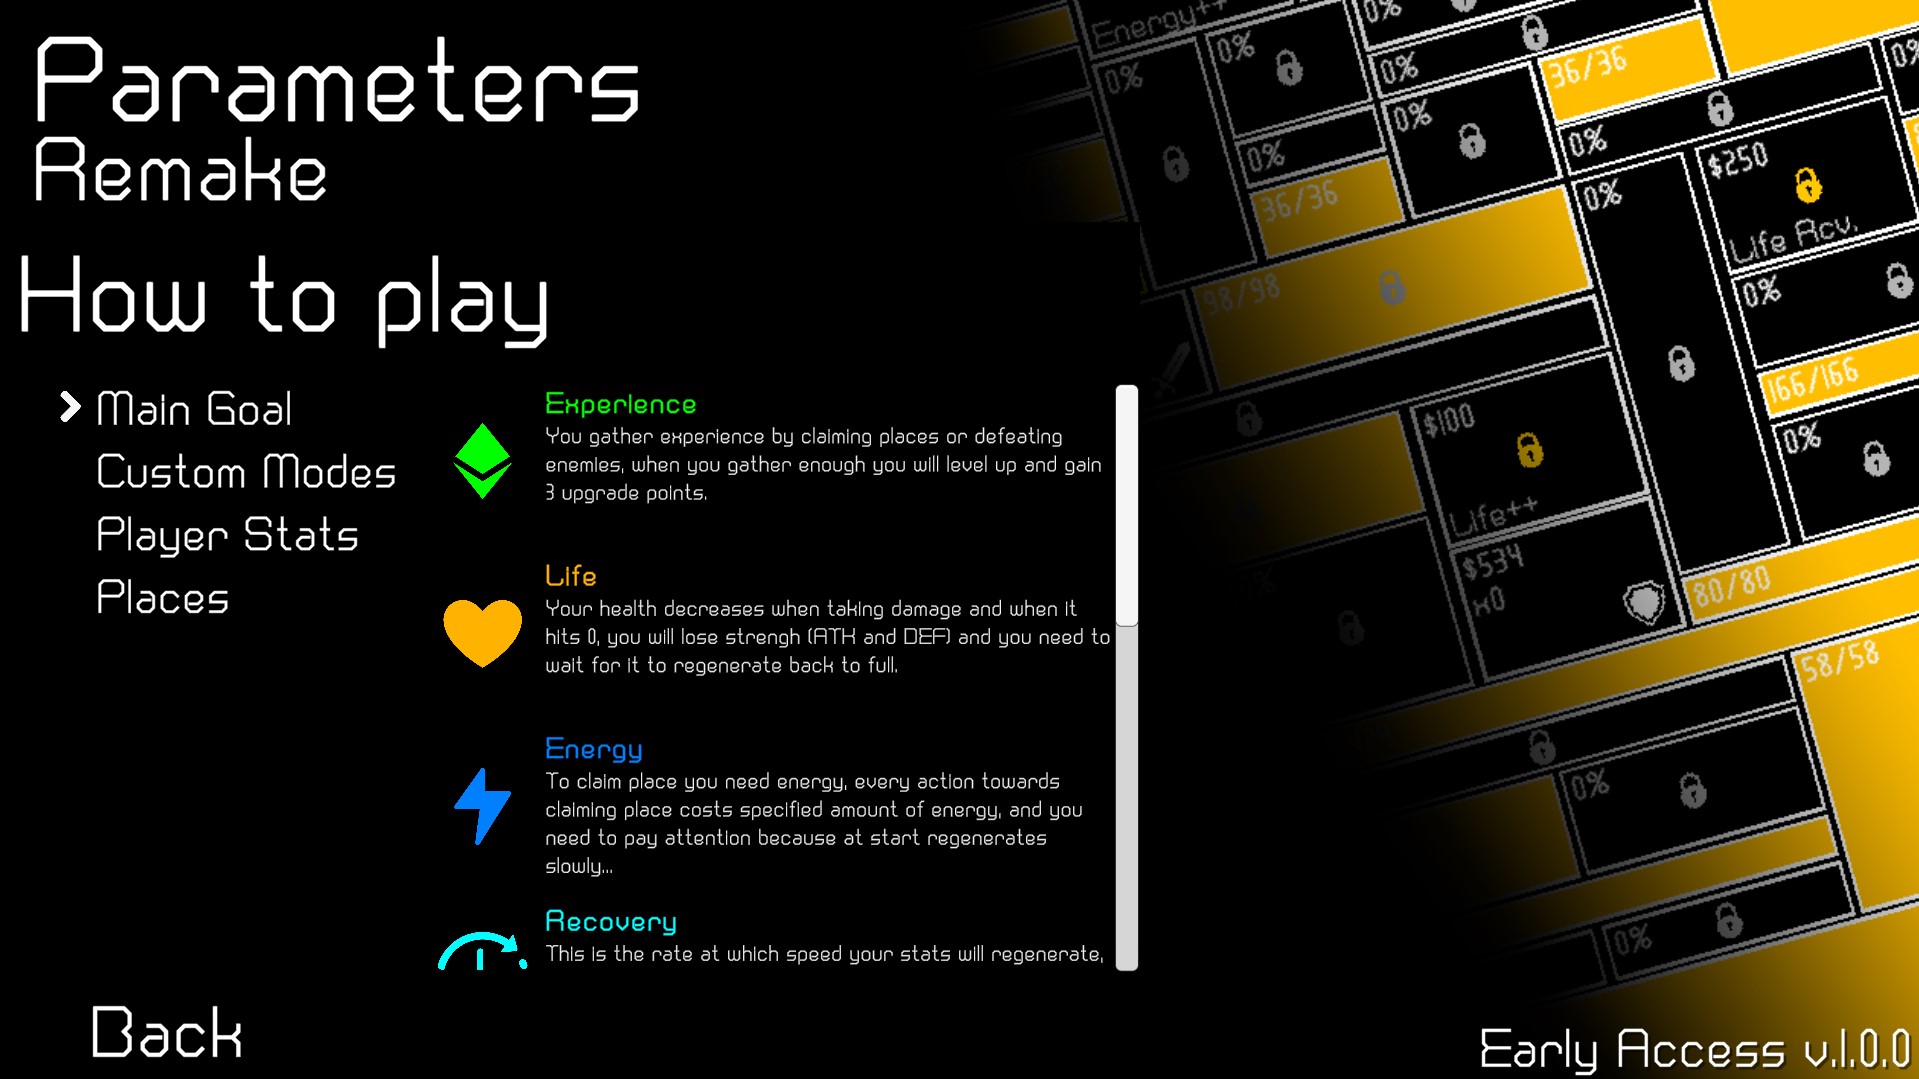 Parameters
Remake
How to play
Main Goal
Custom Modes
Player Stats
Places
Experience
You gather experience by claiming places or defeating
enemies, when you gather enough you will level up and gain
3 upgrade points.
Life
Your health decreases when taking damage and when it
hits 0, you will lose strengh (ATK and DEF) and you need to
wait for it to regenerate back to full.
Energy
To claim place you need energy, every action towards
claiming place costs specified amount of energy, and you
need to pay attention because at start regenerates
slowly...
Recovery
This is the rate at which speed your stats will regenerate,
Back
Early Access v.1.0.0
Energy++
0%
0%
0%
0%
36/36
0%
0%
0%
36/36
0%
0%
$250
Life Rcv.
98/98
0%
166/166
0%
$100
Life++
$534
x0
80/80
58/58
0%
0%